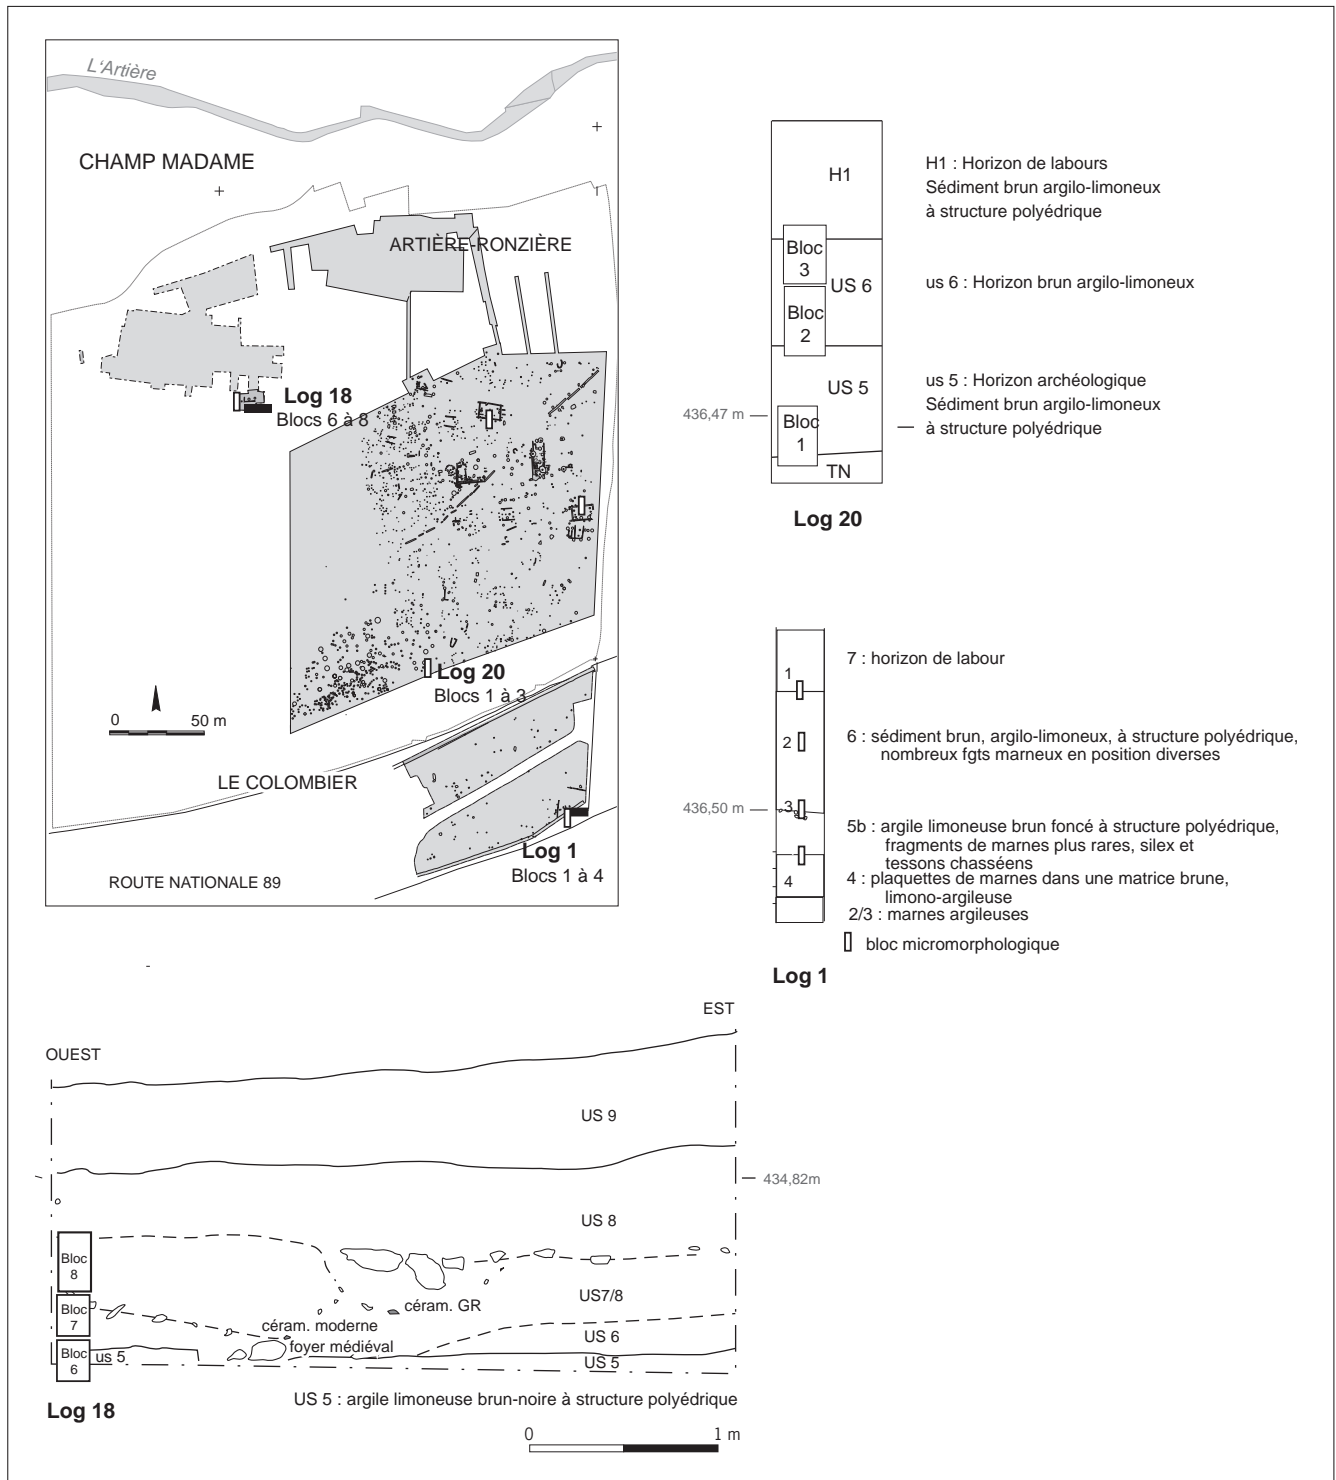 L'Artière
CHAMP MADAME
ARTIÈRE-RONZIÈRE
Log 18
Blocs 6 à 8
Log 20
Blocs 1 à 3
0 50 m
LE COLOMBIER
Log 1
Blocs 1 à 4
ROUTE NATIONALE 89
H1
Bloc
3
US 6
Bloc
2
US 5
436,47 m
Bloc
1
TN
Log 20
H1 : Horizon de labours
Sédiment brun argilo-limoneux
à structure polyédrique
us 6 : Horizon brun argilo-limoneux
us 5 : Horizon archéologique
Sédiment brun argilo-limoneux
à structure polyédrique
1
2
436,50 m
3
4
7 : horizon de labour
6 : sédiment brun, argilo-limoneux, à structure polyédrique,
nombreux fgts marneux en position diverses
5b : argile limoneuse brun foncé à structure polyédrique,
fragments de marnes plus rares, silex et
tessons chasséens
4 : plaquettes de marnes dans une matrice brune,
limono-argileuse
2/3 : marnes argileuses
bloc micromorphologique
Log 1
EST
OUEST
US 9
434,82m
US 8
Bloc
8
US7/8
céram. GR
Bloc
7
céram. moderne
foyer médiéval
US 6
Bloc
6
us 5
US 5
US 5 : argile limoneuse brun-noire à structure polyédrique
Log 18
0 1 m